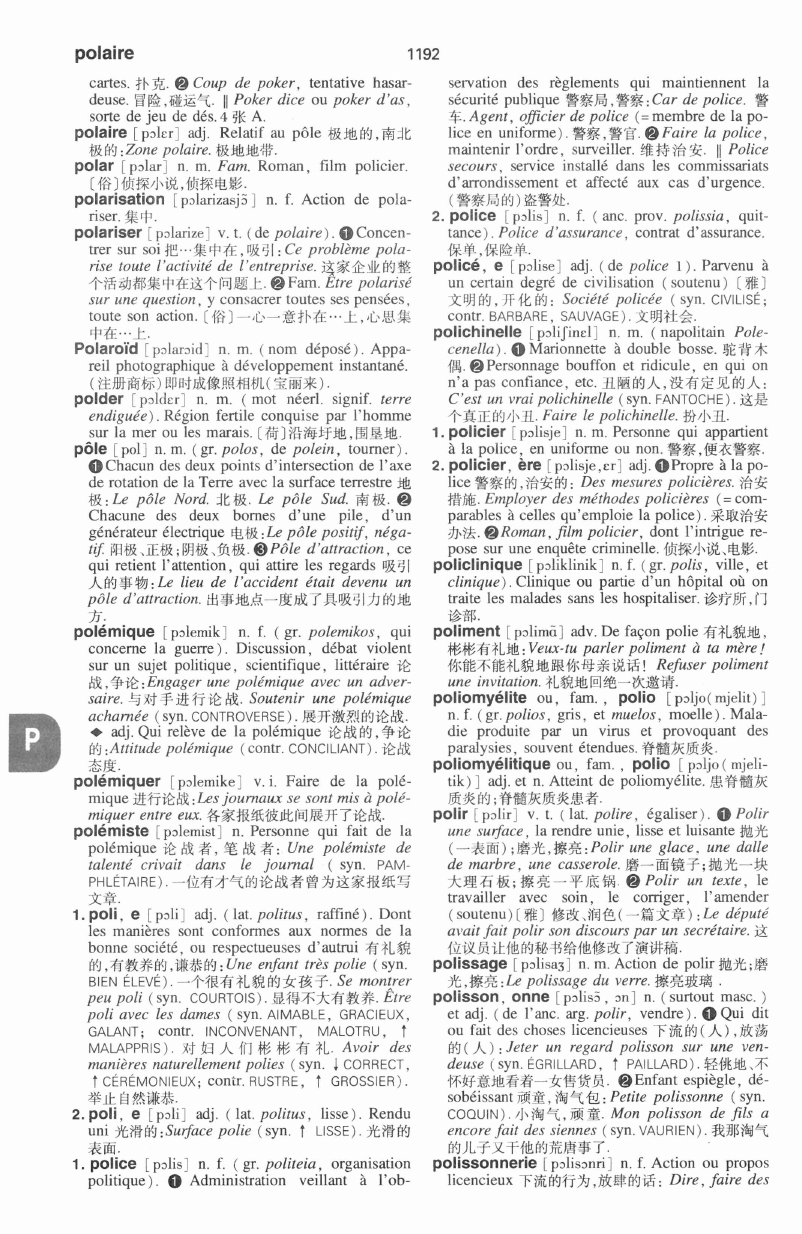 polaire
1192
cartes. 扑克. ❷ Coup de poker, tentative hasar-
deuse. 冒险,碰运气. ‖ Poker dice ou poker d'as,
sorte de jeu de dés. 4 张 A.
polaire [pɔlɛr] adj. Relatif au pôle 极地的,南北
极的:Zone polaire. 极地地带.
polar [pɔlar] n. m. Fam. Roman, film policier.
〔俗〕侦探小说,侦探电影.
polarisation [pɔlarizasjɔ̃] n. f. Action de pola-
riser. 集中.
polariser [pɔlarize] v. t. (de polaire). ❶ Concen-
trer sur soi 把…集中在,吸引:Ce problème pola-
rise toute l'activité de l'entreprise. 这家企业的整
个活动都集中在这个问题上. ❷ Fam. Être polarisé
sur une question, y consacrer toutes ses pensées,
toute son action. 〔俗〕一心一意扑在…上,心思集
中在…上.
Polaroïd [pɔlarɔid] n. m. (nom déposé). Appa-
reil photographique à développement instantané.
(注册商标)即时成像照相机(宝丽来).
polder [pɔldɛr] n. m. (mot néerl. signif. terre
endiguée). Région fertile conquise par l'homme
sur la mer ou les marais. 〔荷〕沿海圩地,围垦地.
pôle [pol] n. m. (gr. polos, de polein, tourner).
❶ Chacun des deux points d'intersection de l'axe
de rotation de la Terre avec la surface terrestre 地
极:Le pôle Nord. 北极. Le pôle Sud. 南极. ❷
Chacune des deux bornes d'une pile, d'un
générateur électrique 电极:Le pôle positif, néga-
tif. 阳极、正极;阴极、负极. ❸ Pôle d'attraction, ce
qui retient l'attention, qui attire les regards 吸引
人的事物:Le lieu de l'accident était devenu un
pôle d'attraction. 出事地点一度成了具吸引力的地
方.
polémique [pɔlemik] n. f. (gr. polemikos, qui
concerne la guerre). Discussion, débat violent
sur un sujet politique, scientifique, littéraire 论
战,争论:Engager une polémique avec un adver-
saire. 与对手进行论战. Soutenir une polémique
acharnée (syn. CONTROVERSE). 展开激烈的论战.
◆ adj. Qui relève de la polémique 论战的,争论
的:Attitude polémique (contr. CONCILIANT). 论战
态度.
polémiquer [pɔlemike] v. i. Faire de la polé-
mique 进行论战:Les journaux se sont mis à polé-
miquer entre eux. 各家报纸彼此间展开了论战.
polémiste [pɔlemist] n. Personne qui fait de la
polémique 论战者,笔战者: Une polémiste de
talenté crivait dans le journal (syn. PAM-
PHLÉTAIRE). 一位有才气的论战者曾为这家报纸写
文章.
1. poli, e [pɔli] adj. (lat. politus, raffiné). Dont
les manières sont conformes aux normes de la
bonne société, ou respectueuses d'autrui 有礼貌
的,有教养的,谦恭的:Une enfant très polie (syn.
BIEN ÉLEVÉ). 一个很有礼貌的女孩子. Se montrer
peu poli (syn. COURTOIS). 显得不大有教养. Être
poli avec les dames (syn. AIMABLE, GRACIEUX,
GALANT; contr. INCONVENANT, MALOTRU, ↑
MALAPPRIS). 对妇人们彬彬有礼. Avoir des
manières naturellement polies (syn. ↓ CORRECT,
↑ CÉRÉMONIEUX; contr. RUSTRE, ↑ GROSSIER).
举止自然谦恭.
2. poli, e [pɔli] adj. (lat. politus, lisse). Rendu
uni 光滑的:Surface polie (syn. ↑ LISSE). 光滑的
表面.
1. police [pɔlis] n. f. (gr. politeia, organisation
politique). ❶ Administration veillant à l'ob-
servation des règlements qui maintiennent la
sécurité publique 警察局,警察:Car de police. 警
车. Agent, officier de police (= membre de la po-
lice en uniforme). 警察,警官. ❷ Faire la police,
maintenir l'ordre, surveiller. 维持治安. ‖ Police
secours, service installé dans les commissariats
d'arrondissement et affecté aux cas d'urgence.
(警察局的)盗警处.
2. police [pɔlis] n. f. (anc. prov. polissia, quit-
tance). Police d'assurance, contrat d'assurance.
保单,保险单.
policé, e [pɔlise] adj. (de police 1). Parvenu à
un certain degré de civilisation (soutenu) 〔雅〕
文明的,开化的: Société policée (syn. CIVILISÉ;
contr. BARBARE, SAUVAGE). 文明社会.
polichinelle [pɔliʃinɛl] n. m. (napolitain Pole-
cenella). ❶ Marionnette à double bosse. 驼背木
偶. ❷ Personnage bouffon et ridicule, en qui on
n'a pas confiance, etc. 丑陋的人,没有定见的人:
C'est un vrai polichinelle (syn. FANTOCHE). 这是
个真正的小丑. Faire le polichinelle. 扮小丑.
1. policier [pɔlisje] n. m. Personne qui appartient
à la police, en uniforme ou non. 警察,便衣警察.
2. policier, ère [pɔlisje,ɛr] adj. ❶ Propre à la po-
lice 警察的,治安的: Des mesures policières. 治安
措施. Employer des méthodes policières (= com-
parables à celles qu'emploie la police). 采取治安
办法. ❷ Roman, film policier, dont l'intrigue re-
pose sur une enquête criminelle. 侦探小说、电影.
policlinique [pɔliklinik] n. f. (gr. polis, ville, et
clinique). Clinique ou partie d'un hôpital où on
traite les malades sans les hospitaliser. 诊疗所,门
诊部.
poliment [pɔlimɑ̃] adv. De façon polie 有礼貌地,
彬彬有礼地:Veux-tu parler poliment à ta mère!
你能不能礼貌地跟你母亲说话! Refuser poliment
une invitation. 礼貌地回绝一次邀请.
poliomyélite ou, fam., polio [pɔljo(mjelit)]
n. f. (gr. polios, gris, et muelos, moelle). Mala-
die produite par un virus et provoquant des
paralysies, souvent étendues. 脊髓灰质炎.
poliomyélitique ou, fam., polio [pɔljo(mjeli-
tik)] adj. et n. Atteint de poliomyélite. 患脊髓灰
质炎的;脊髓灰质炎患者.
polir [pɔlir] v. t. (lat. polire, égaliser). ❶ Polir
une surface, la rendre unie, lisse et luisante 抛光
(一表面);磨光,擦亮:Polir une glace, une dalle
de marbre, une casserole. 磨一面镜子;抛光一块
大理石板;擦亮一平底锅. ❷ Polir un texte, le
travailler avec soin, le corriger, l'amender
(soutenu)〔雅〕修改、润色(一篇文章):Le député
avait fait polir son discours par un secrétaire. 这
位议员让他的秘书给他修改了演讲稿.
polissage [pɔlisaʒ] n. m. Action de polir 抛光;磨
光,擦亮:Le polissage du verre. 擦亮玻璃.
polisson, onne [pɔlisɔ̃, ɔn] n. (surtout masc.)
et adj. (de l'anc. arg. polir, vendre). ❶ Qui dit
ou fait des choses licencieuses 下流的(人),放荡
的(人):Jeter un regard polisson sur une ven-
deuse (syn. ÉGRILLARD, ↑ PAILLARD). 轻佻地、不
怀好意地看着一女售货员. ❷ Enfant espiègle, dé-
sobéissant 顽童,淘气包:Petite polissonne (syn.
COQUIN). 小淘气,顽童. Mon polisson de fils a
encore fait des siennes (syn. VAURIEN). 我那淘气
的儿子又干他的荒唐事了.
polissonnerie [pɔlisɔnri] n. f. Action ou propos
licencieux 下流的行为,放肆的话: Dire, faire des
P